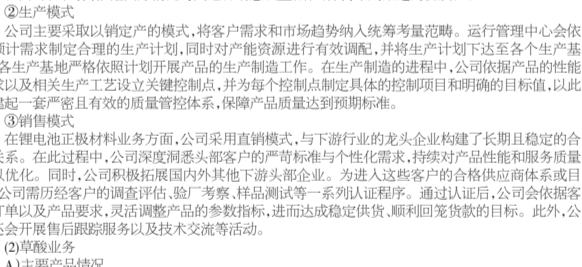 ②生产模式
公司主要采取以销定产的模式，将客户需求和市场趋势纳入统筹考量范畴。运行管理中心会依
预计需求制定合理的生产计划，同时对产能资源进行有效调配，并将生产计划下达至各个生产基
各生产基地严格依照计划开展产品的生产制造工作。在生产制造的进程中，公司依据产品的性能
求以及相关生产工艺设立关键控制点，并为每个控制点制定具体的控制项目和明确的目标值，以此
建起一套严密且有效的质量管控体系，保障产品质量达到预期标准。
③销售模式
在锂电池正极材料业务方面，公司采用直销模式，与下游行业的龙头企业构建了长期且稳定的合
关系。在此过程中，公司深度洞悉头部客户的严苛标准与个性化需求，持续对产品性能和服务质量
以优化。同时，公司积极拓展国内外其他下游头部企业。为进入这些客户的合格供应商体系或目
公司需历经客户的调查评估、验厂考察、样品测试等一系列认证程序。通过认证后，公司会依据客
订单以及产品要求，灵活调整产品的参数指标，进而达成稳定供货、顺利回笼货款的目标。此外，公
还会开展售后跟踪服务以及技术交流等活动。
(2)草酸业务
A)主要产品情况